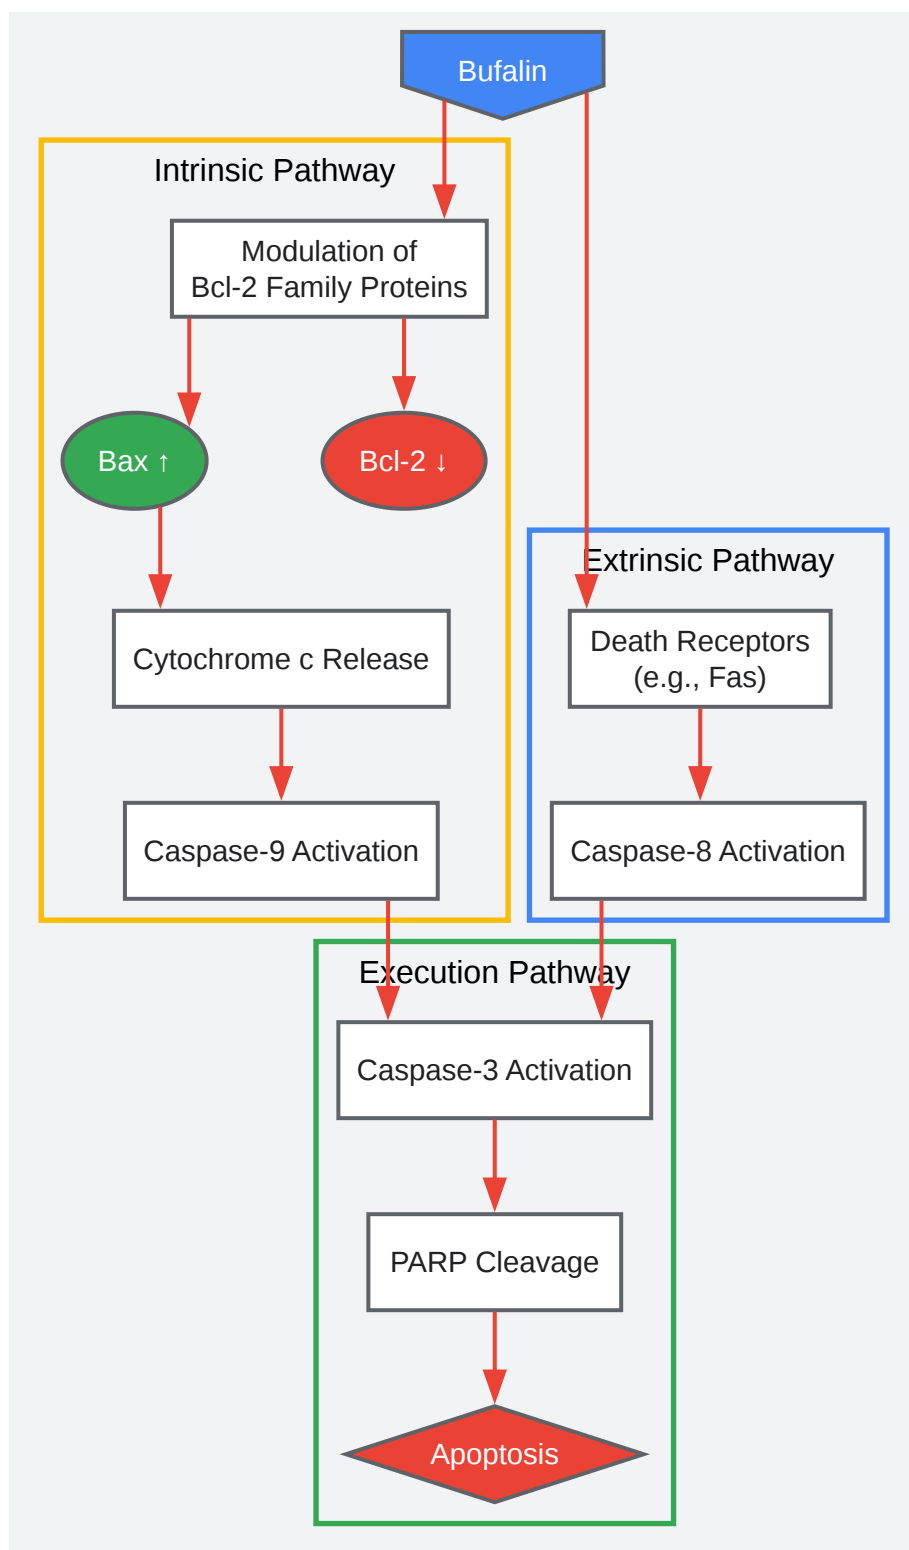 Bufalin
Intrinsic Pathway
Modulation of
Bcl-2 Family Proteins
Bax ↑
Bcl-2 ↓
Extrinsic Pathway
Cytochrome c Release
Death Receptors
(e.g., Fas)
Caspase-9 Activation
Caspase-8 Activation
Execution Pathway
Caspase-3 Activation
PARP Cleavage
Apoptosis